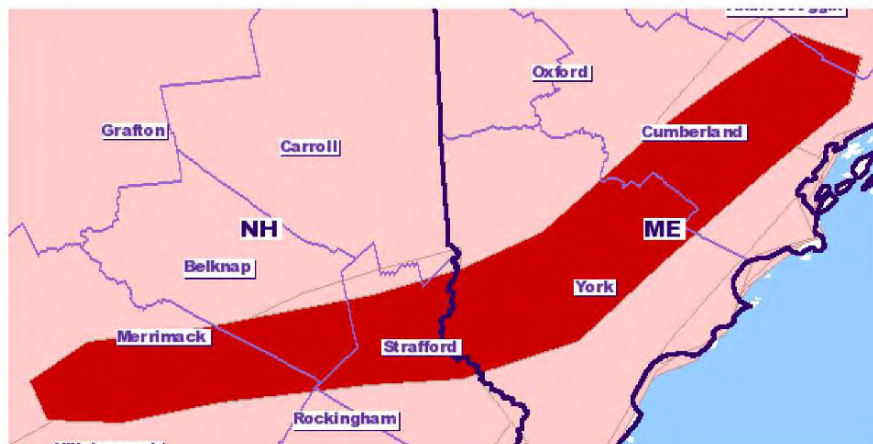 Oxford
Grafton
Cumberland
Carroll
NH
ME
Belknap
York
Merrimack
Strafford
Rockingham